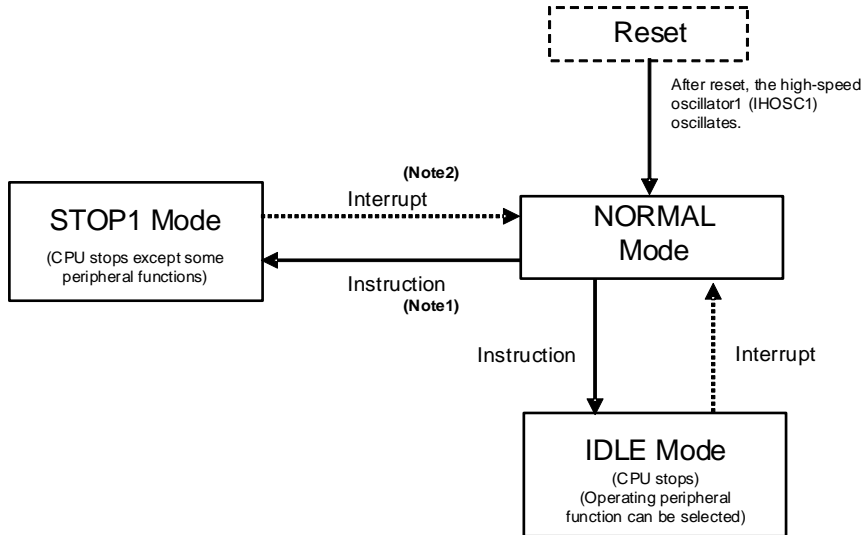 Reset
After reset, the high-speed
oscillator1 (IHOSC1)
oscillates.
(Note2)
Interrupt
STOP1 Mode
(CPU stops except some
peripheral functions)
NORMAL
Mode
Instruction
(Note1)
Instruction
Interrupt
IDLE Mode
(CPU stops)
(Operating peripheral
function can be selected)